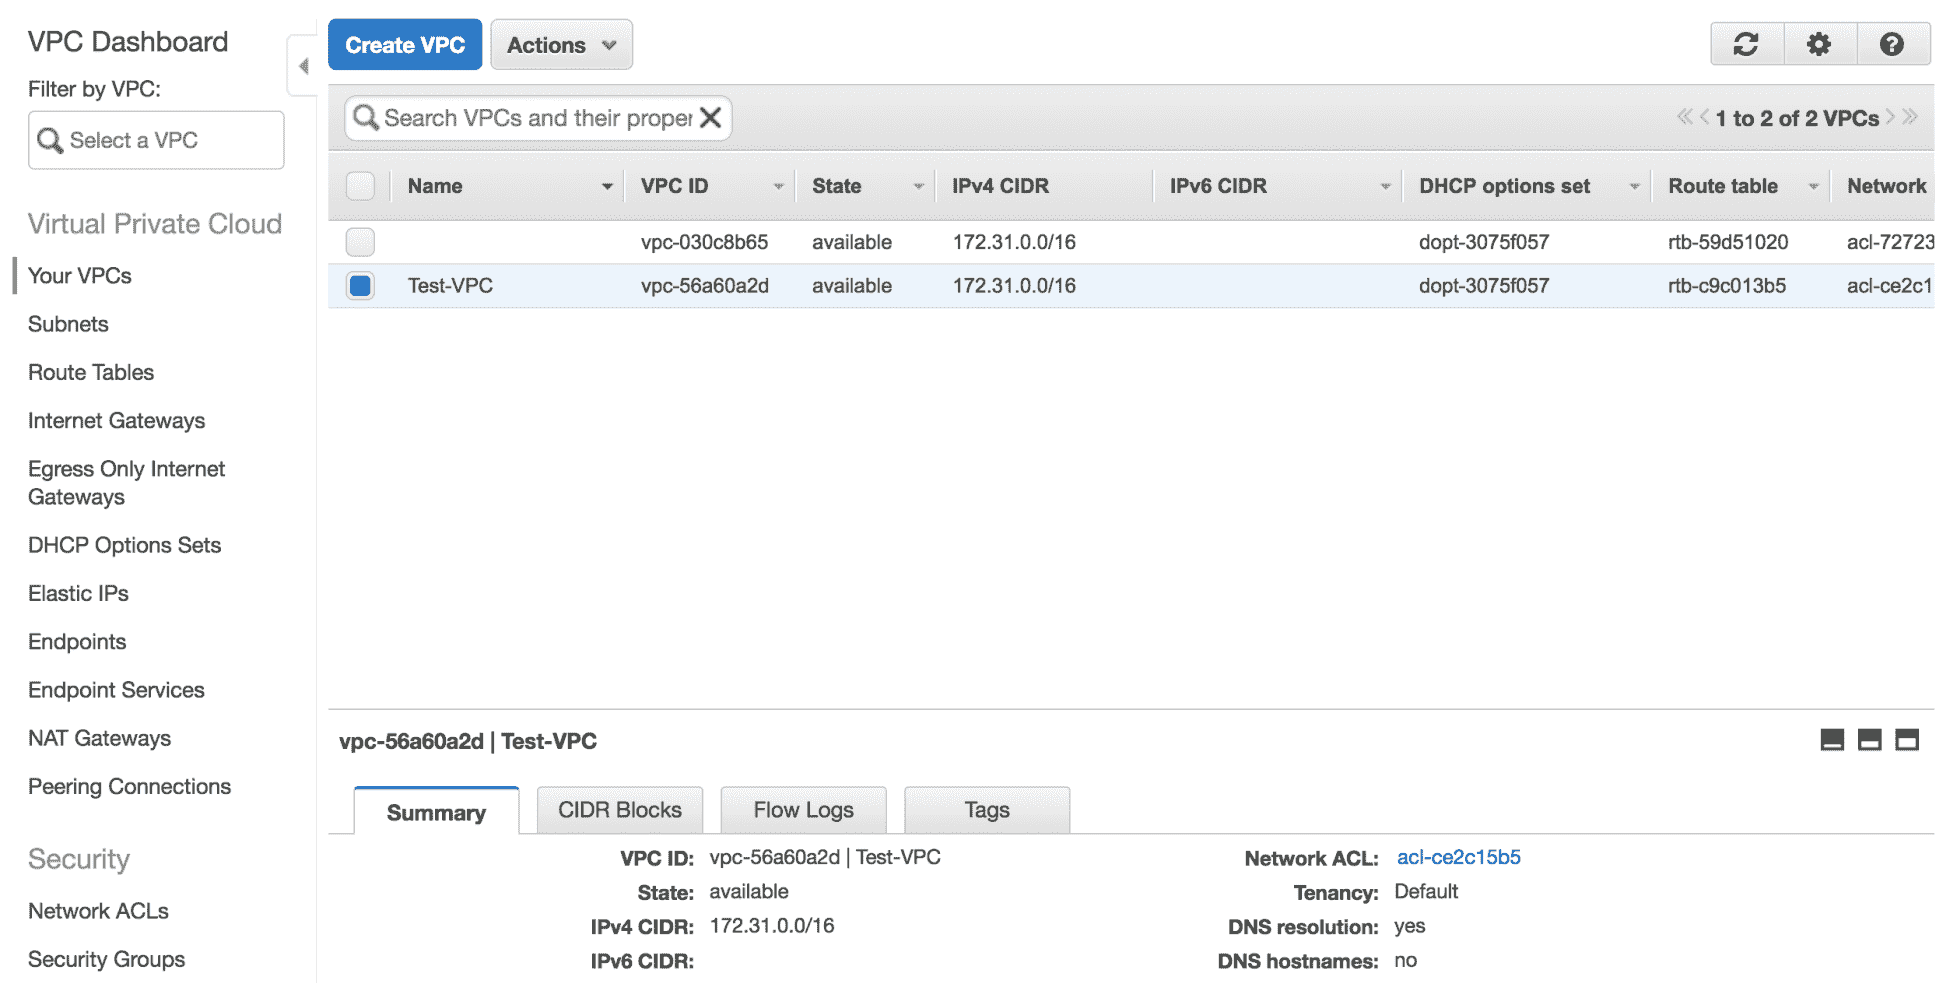 VPC Dashboard
Filter by VPC:
Select a VPC
Virtual Private Cloud
Your VPCs
Subnets
Route Tables
Internet Gateways
Egress Only Internet
Gateways
DHCP Options Sets
Elastic IPs
Endpoints
Endpoint Services
NAT Gateways
Peering Connections
Security
Network ACLs
Security Groups
Create VPC Actions
Search VPCs and their proper
1 to 2 of 2 VPCs
Name VPC ID State IPv4 CIDR IPv6 CIDR DHCP options set Route table Network
vpc-030c8b65 available 172.31.0.0/16 dopt-3075f057 rtb-59d51020 acl-72723
Test-VPC vpc-56a60a2d available 172.31.0.0/16 dopt-3075f057 rtb-c9c013b5 acl-ce2c1
vpc-56a60a2d | Test-VPC
Summary CIDR Blocks Flow Logs Tags
VPC ID: vpc-56a60a2d | Test-VPC Network ACL: acl-ce2c15b5
State: available Tenancy: Default
IPv4 CIDR: 172.31.0.0/16 DNS resolution: yes
IPv6 CIDR: DNS hostnames: no